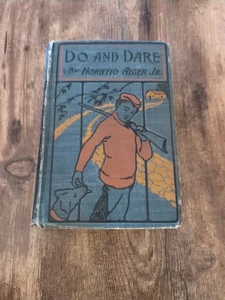 DO AND DARE
By HORATIO ALGER JR.